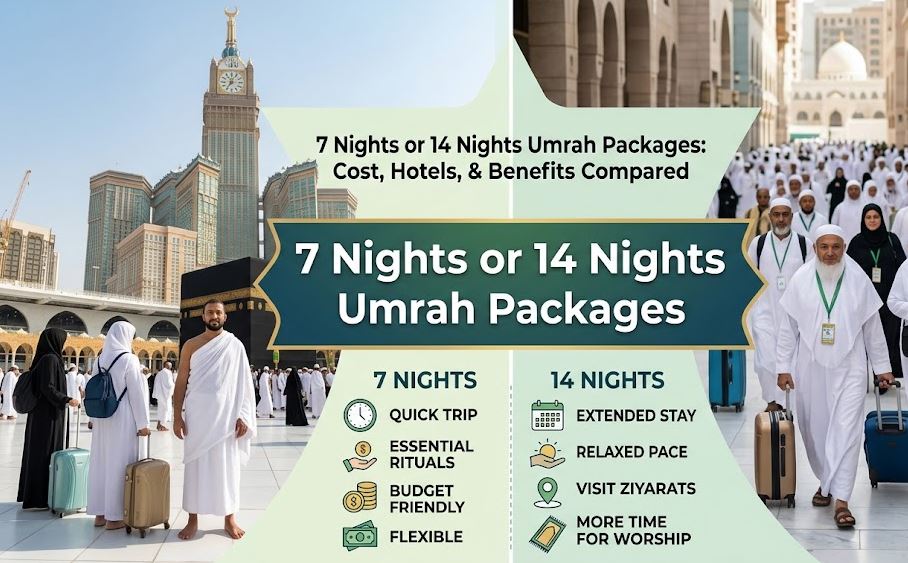 7 Nights or 14 Nights Umrah Packages:
Cost, Hotels, & Benefits Compared
7 Nights or 14 Nights
Umrah Packages
7 NIGHTS
QUICK TRIP
ESSENTIAL
RITUALS
BUDGET
FRIENDLY
FLEXIBLE
14 NIGHTS
EXTENDED STAY
RELAXED PACE
VISIT ZIYARATS
MORE TIME
FOR WORSHIP